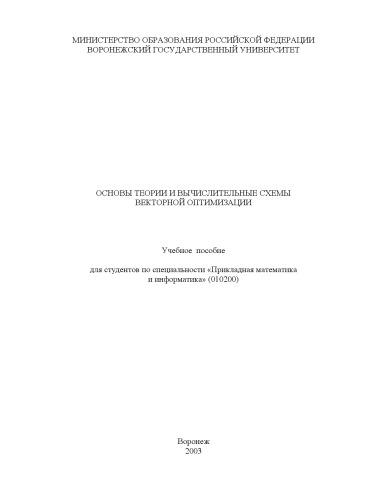 МИНИСТЕРСТВО ОБРАЗОВАНИЯ РОССИЙСКОЙ ФЕДЕРАЦИИ
ВОРОНЕЖСКИЙ ГОСУДАРСТВЕННЫЙ УНИВЕРСИТЕТ
ОСНОВЫ ТЕОРИИ И ВЫЧИСЛИТЕЛЬНЫЕ СХЕМЫ
ВЕКТОРНОЙ ОПТИМИЗАЦИИ
Учебное пособие
для студентов по специальности «Прикладная математика
и информатика» (010200)
Воронеж
2003